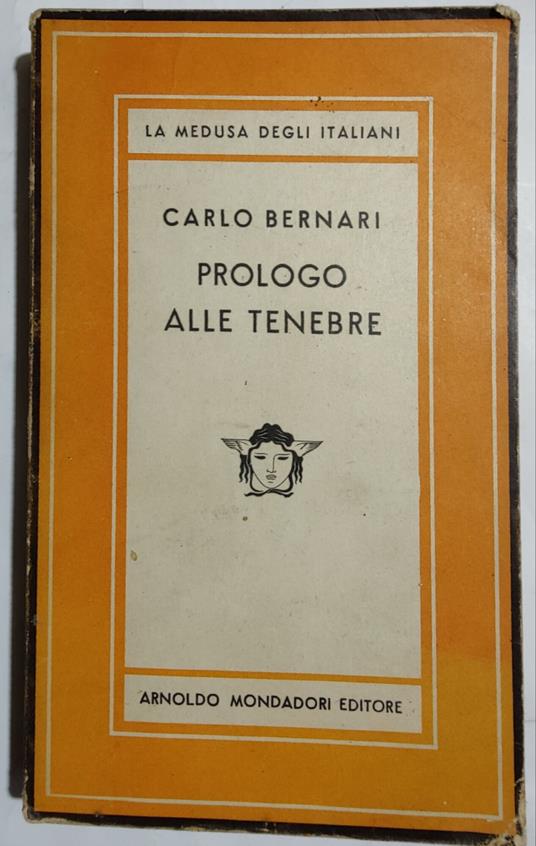 LA MEDUSA DEGLI ITALIANI
CARLO BERNARI
PROLOGO
ALLE TENEBRE
ARNOLDO MONDADORI EDITORE